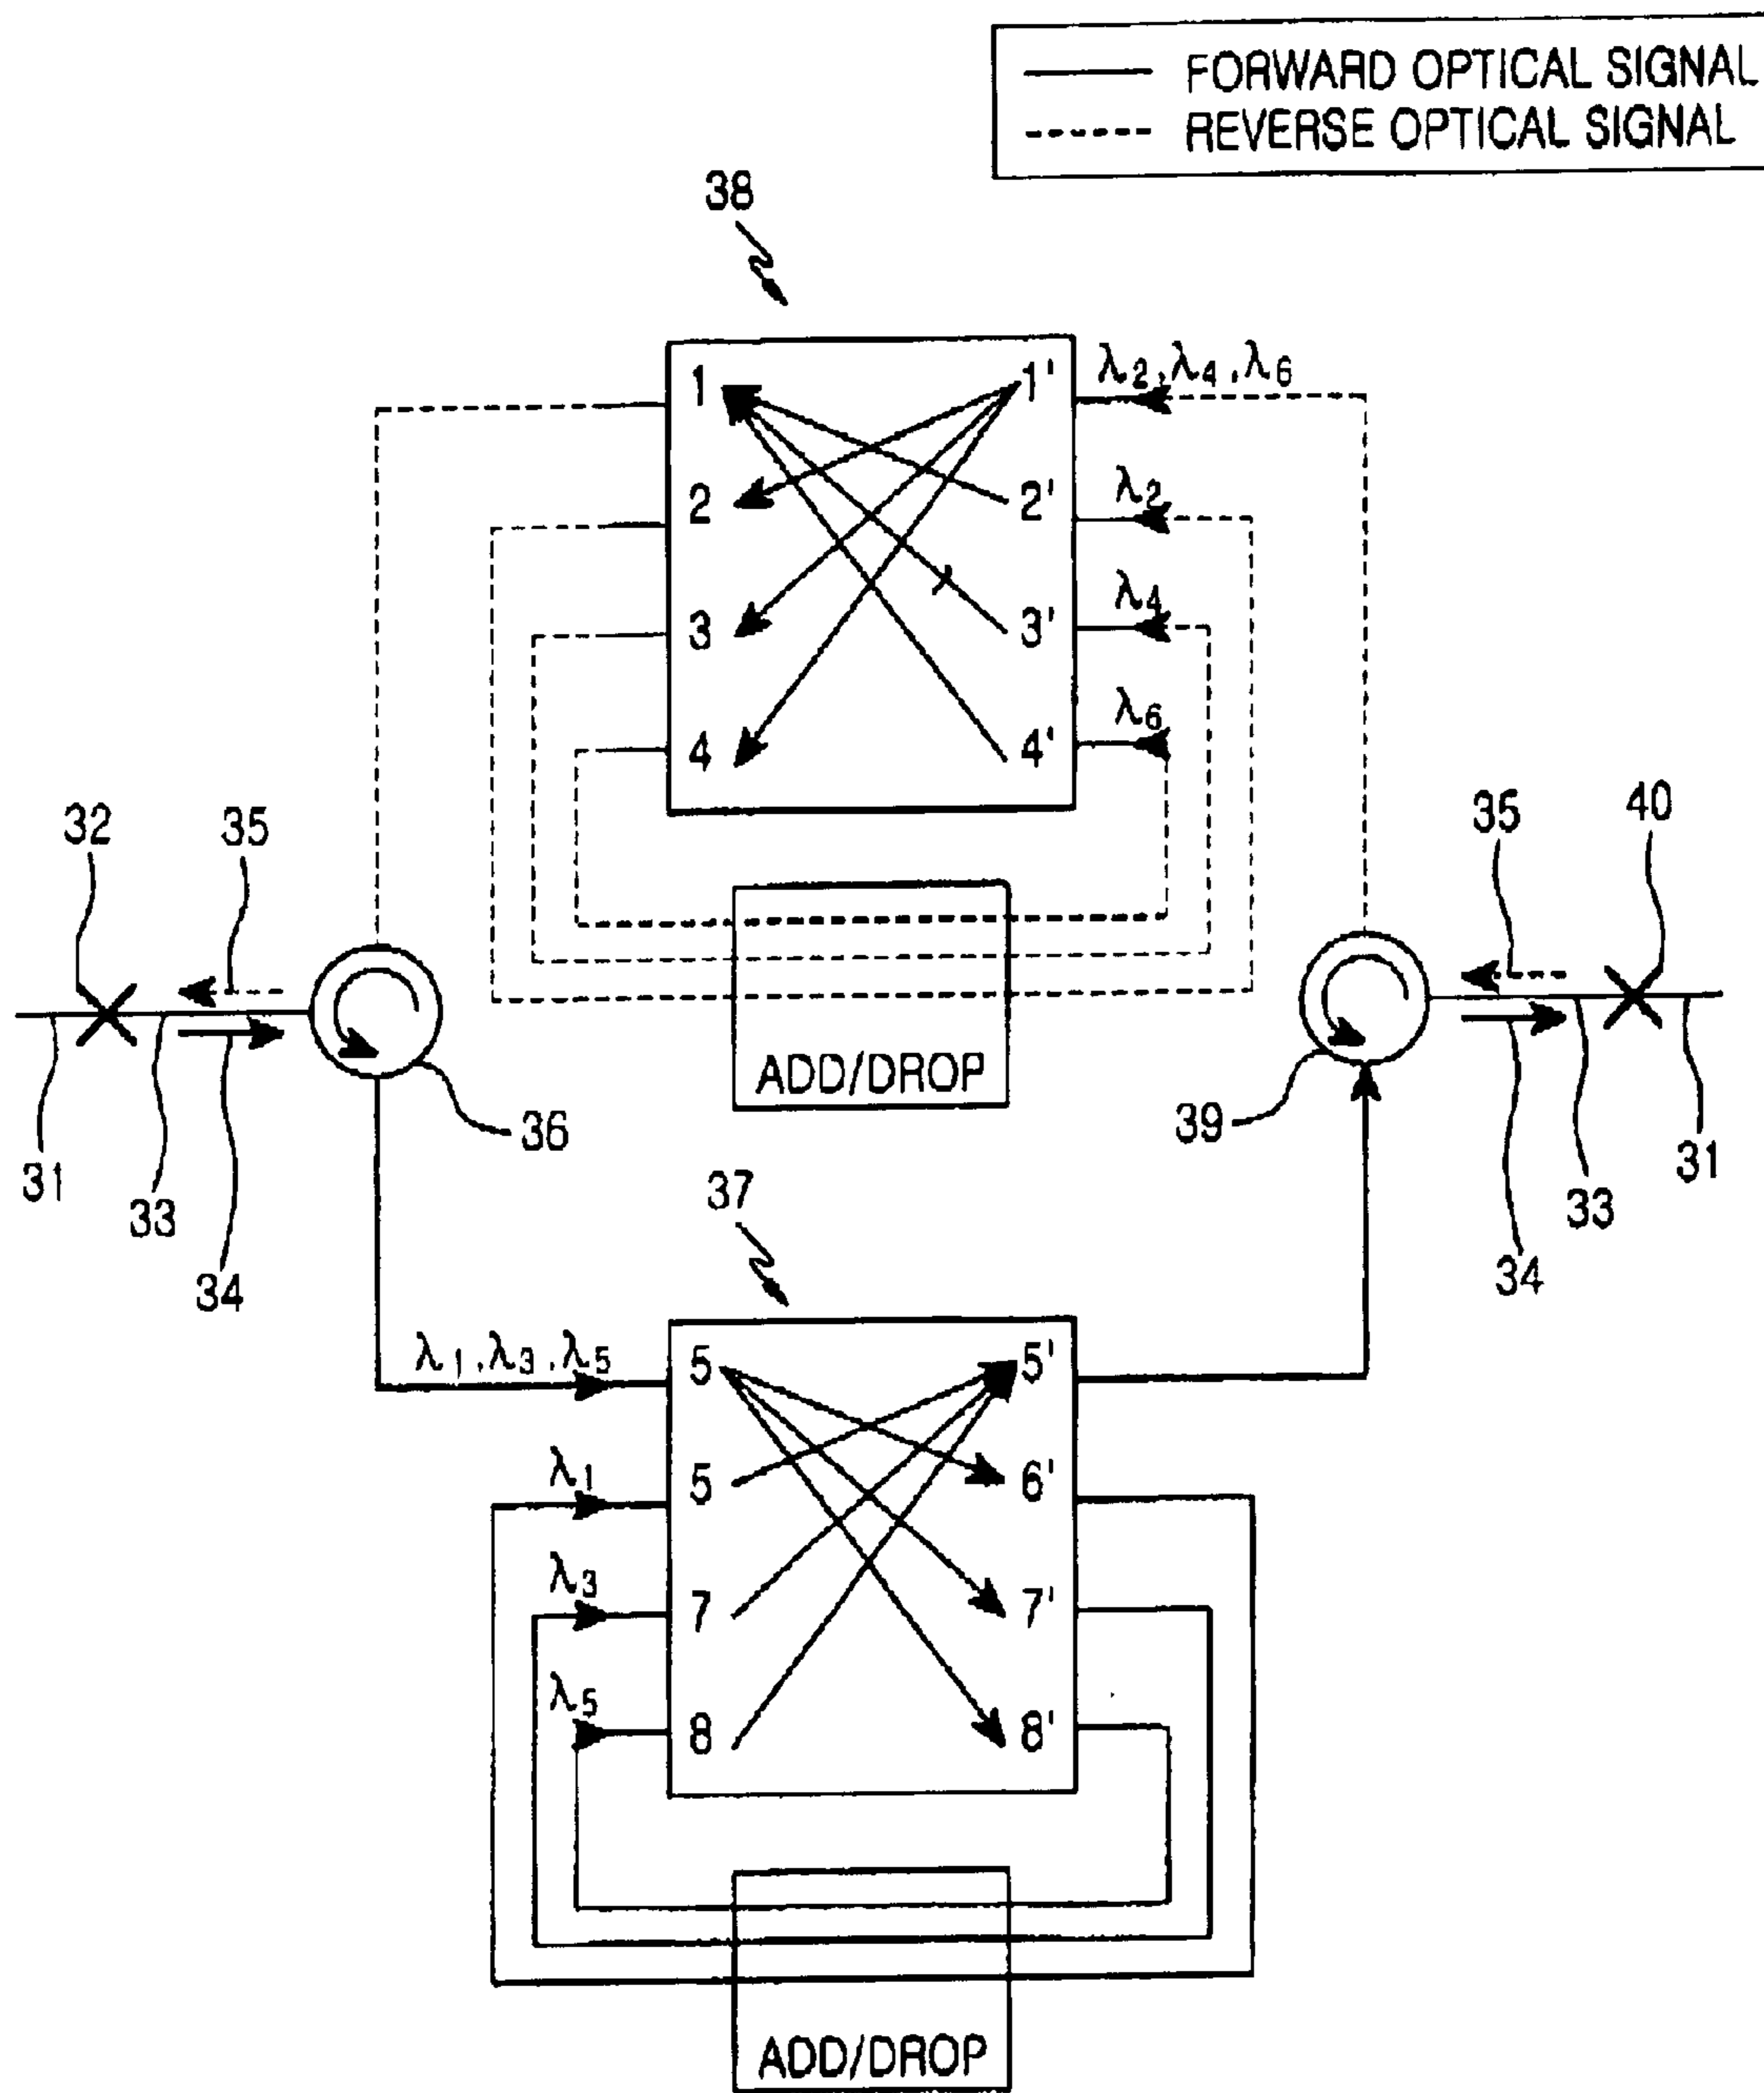 FORWARD OPTICAL SIGNAL
REVERSE OPTICAL SIGNAL
38
1 1' λ2,λ4,λ6
2 2' λ2
3 3' λ4
4 4' λ6
32 35 35 40
ADD/DROP
31 33 34 36 39 34 33 31
37
λ1,λ3,λ5 5 5'
λ1 5 6'
λ3 7 7'
λ5 8 8'
ADD/DROP